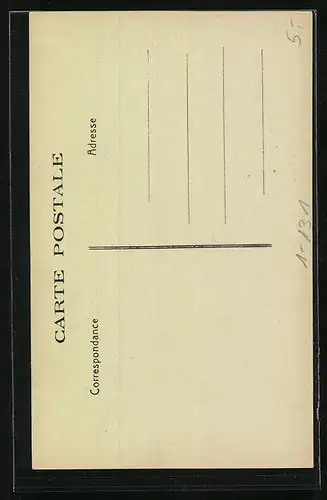 CARTE POSTALE
Correspondance
Adresse
5.-
1-131